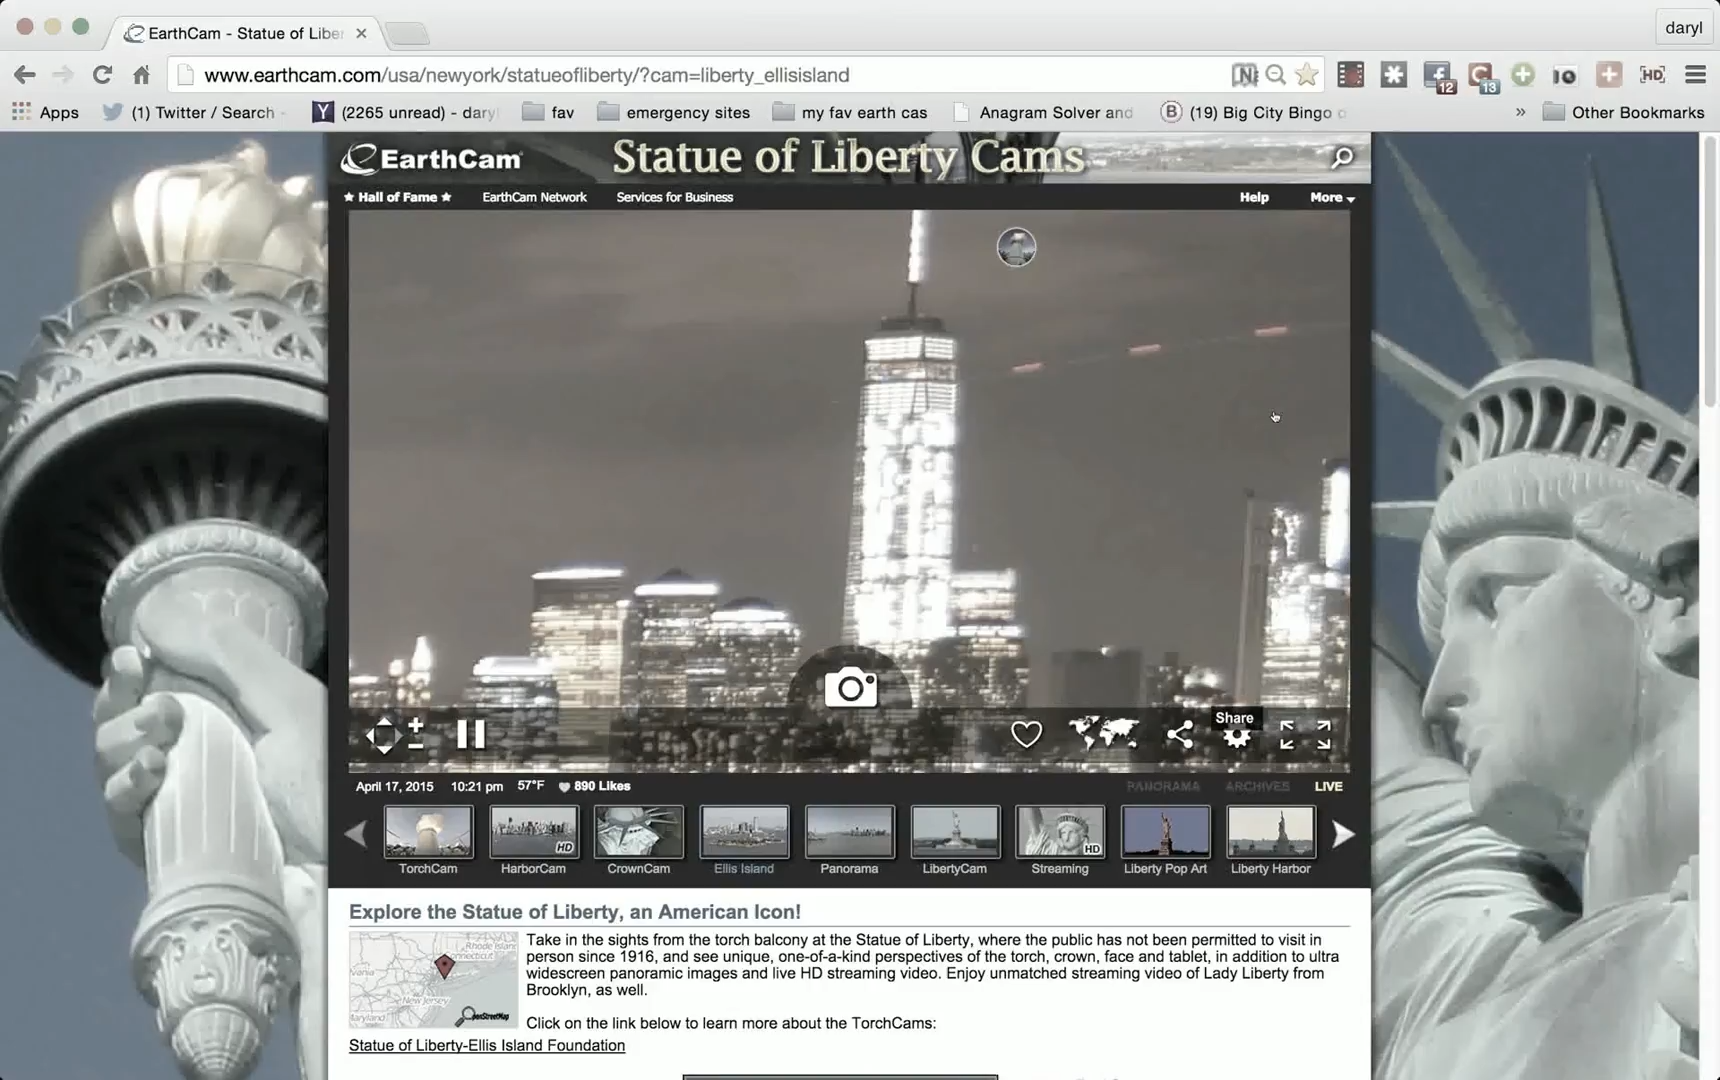 EarthCam - Statue of Liber
daryl
www.earthcam.com/usa/newyork/statueofliberty/?cam=liberty_ellisisland
12
13
HD
Apps
(1) Twitter / Search -
(2265 unread) - dary
fav
emergency sites
my fav earth cas
Anagram Solver and
(19) Big City Bingo
»
Other Bookmarks
EarthCam
Statue of Liberty Cams
★ Hall of Fame ★
EarthCam Network
Services for Business
Help
More
Share
April 17, 2015
10:21 pm
57°F
890 Likes
PANORAMA
ARCHIVES
LIVE
HD
HD
TorchCam
HarborCam
CrownCam
Ellis Island
Panorama
LibertyCam
Streaming
Liberty Pop Art
Liberty Harbor
Explore the Statue of Liberty, an American Icon!
Take in the sights from the torch balcony at the Statue of Liberty, where the public has not been permitted to visit in
person since 1916, and see unique, one-of-a-kind perspectives of the torch, crown, face and tablet, in addition to ultra
widescreen panoramic images and live HD streaming video. Enjoy unmatched streaming video of Lady Liberty from
Brooklyn, as well.
Rhode Island
New Jersey
OpenStreetMap
Click on the link below to learn more about the TorchCams:
Statue of Liberty-Ellis Island Foundation